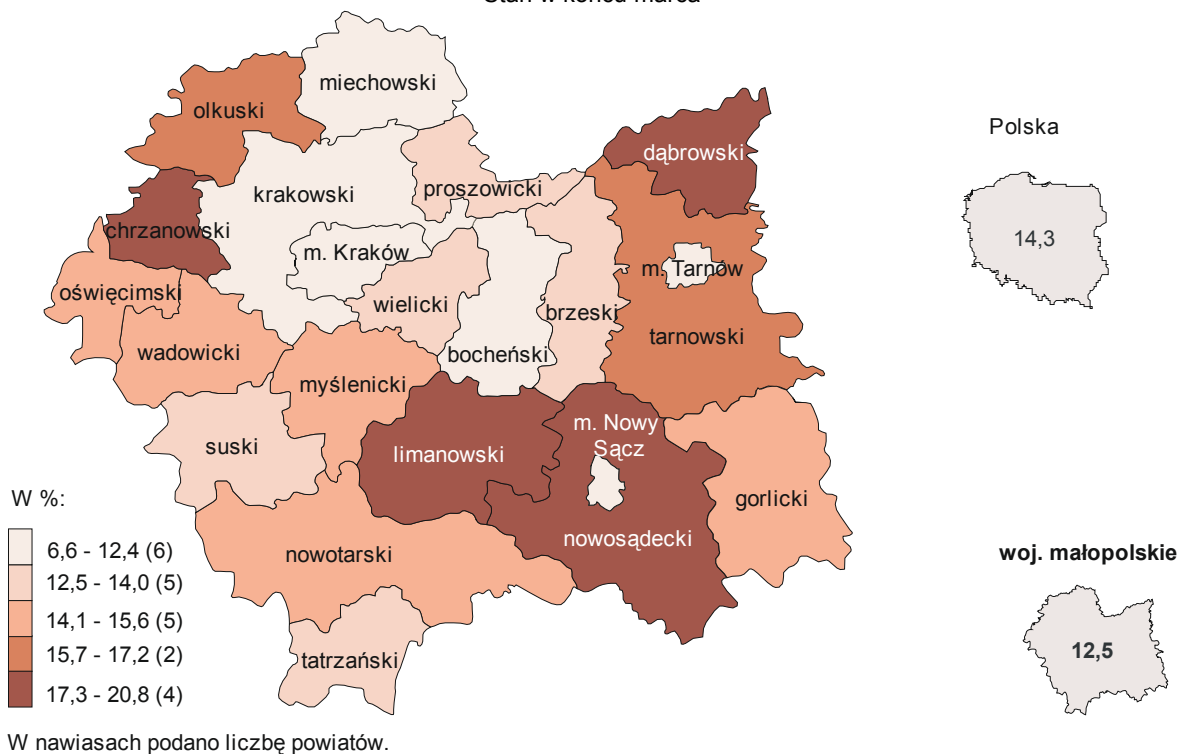 miechowski
olkuski
Polska
dąbrowski
proszowicki
krakowski
chrzanowski
14,3
m. Kraków
m. Tarnów
oświęcimski
wielicki
brzeski
tarnowski
wadowicki
bocheński
myślenicki
m. Nowy
Sącz
suski
limanowski
W %:
gorlicki
6,6 - 12,4 (6)
nowotarski
nowosądecki
woj. małopolskie
12,5 - 14,0 (5)
14,1 - 15,6 (5)
15,7 - 17,2 (2)
tatrzański
12,5
17,3 - 20,8 (4)
W nawiasach podano liczbę powiatów.